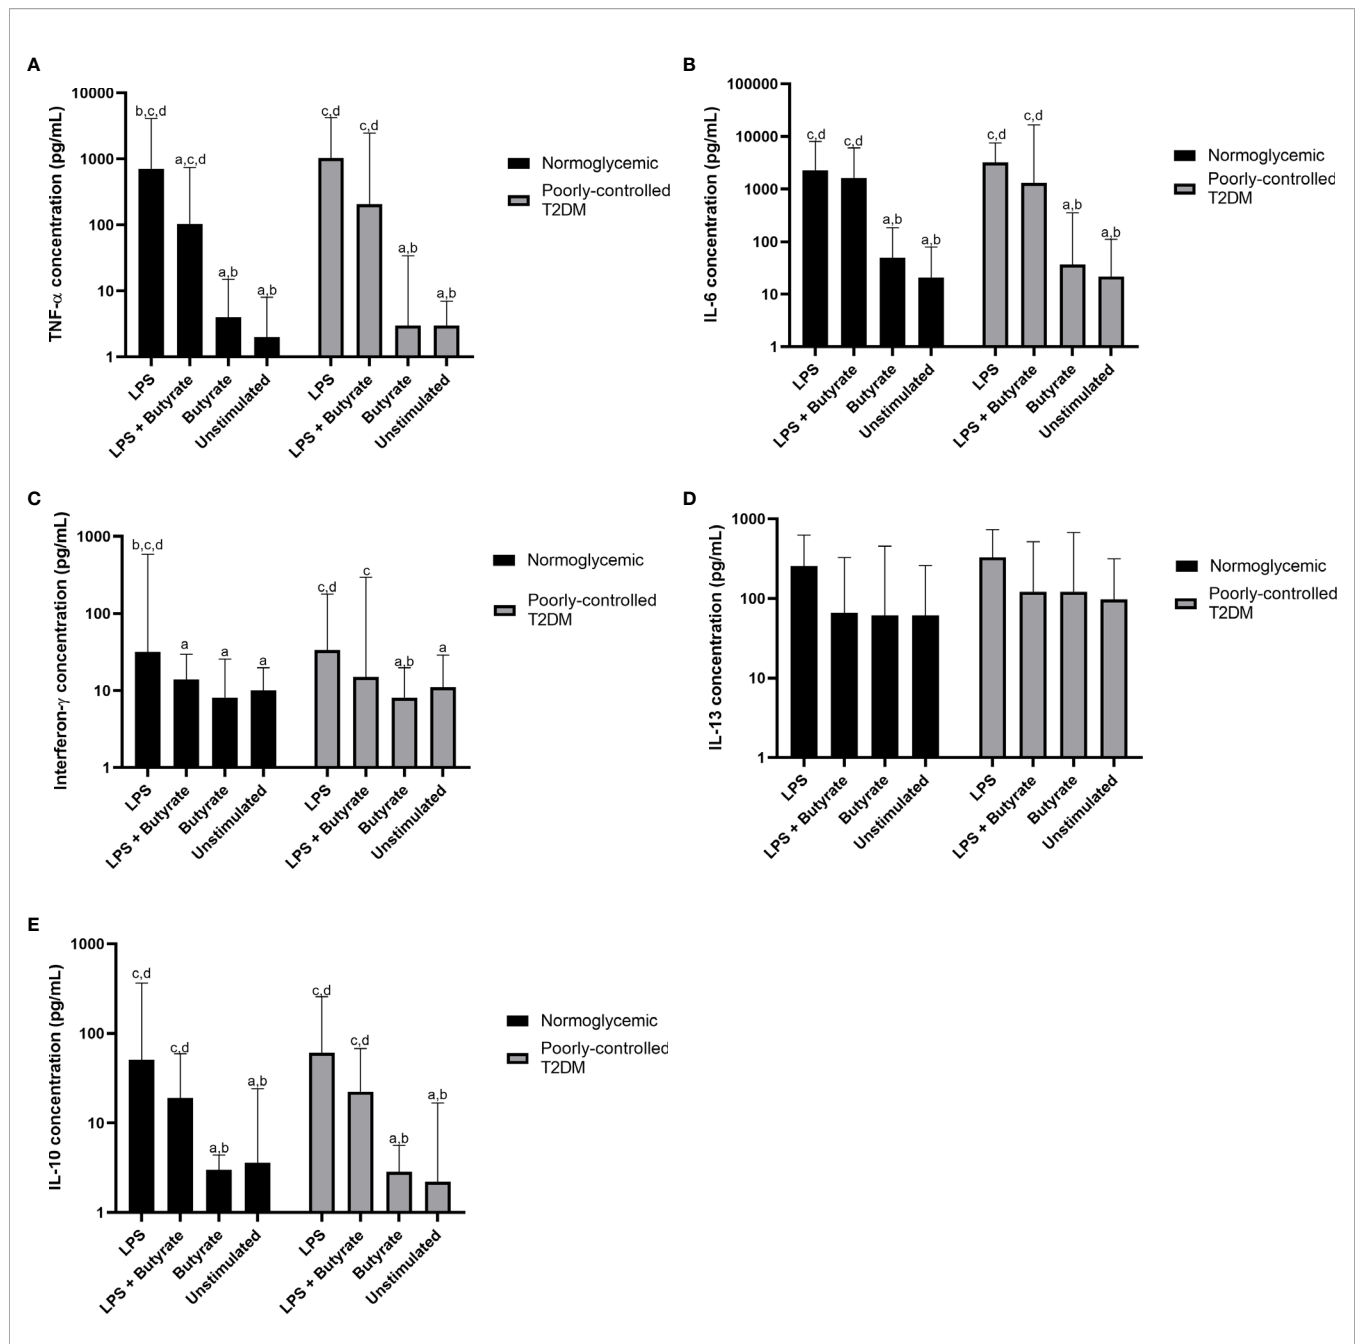 A
TNF-α concentration (pg/mL)
10000
1000
100
10
1
b,c,d
a,c,d
a,b
a,b
c,d
c,d
a,b
a,b
LPS
LPS + Butyrate
Butyrate
Unstimulated
LPS
LPS + Butyrate
Butyrate
Unstimulated
Normoglycemic
Poorly-controlled
T2DM
B
IL-6 concentration (pg/mL)
100000
10000
1000
100
10
1
c,d
c,d
a,b
a,b
c,d
c,d
a,b
a,b
LPS
LPS + Butyrate
Butyrate
Unstimulated
LPS
LPS + Butyrate
Butyrate
Unstimulated
Normoglycemic
Poorly-controlled
T2DM
C
Interferon-γ concentration (pg/mL)
1000
100
10
1
b,c,d
a
a
a
c,d
c
a,b
a
LPS
LPS + Butyrate
Butyrate
Unstimulated
LPS
LPS + Butyrate
Butyrate
Unstimulated
Normoglycemic
Poorly-controlled
T2DM
D
IL-13 concentration (pg/mL)
1000
100
10
1
LPS
LPS + Butyrate
Butyrate
Unstimulated
LPS
LPS + Butyrate
Butyrate
Unstimulated
Normoglycemic
Poorly-controlled
T2DM
E
IL-10 concentration (pg/mL)
1000
100
10
1
c,d
c,d
a,b
a,b
c,d
c,d
a,b
a,b
LPS
LPS + Butyrate
Butyrate
Unstimulated
LPS
LPS + Butyrate
Butyrate
Unstimulated
Normoglycemic
Poorly-controlled
T2DM